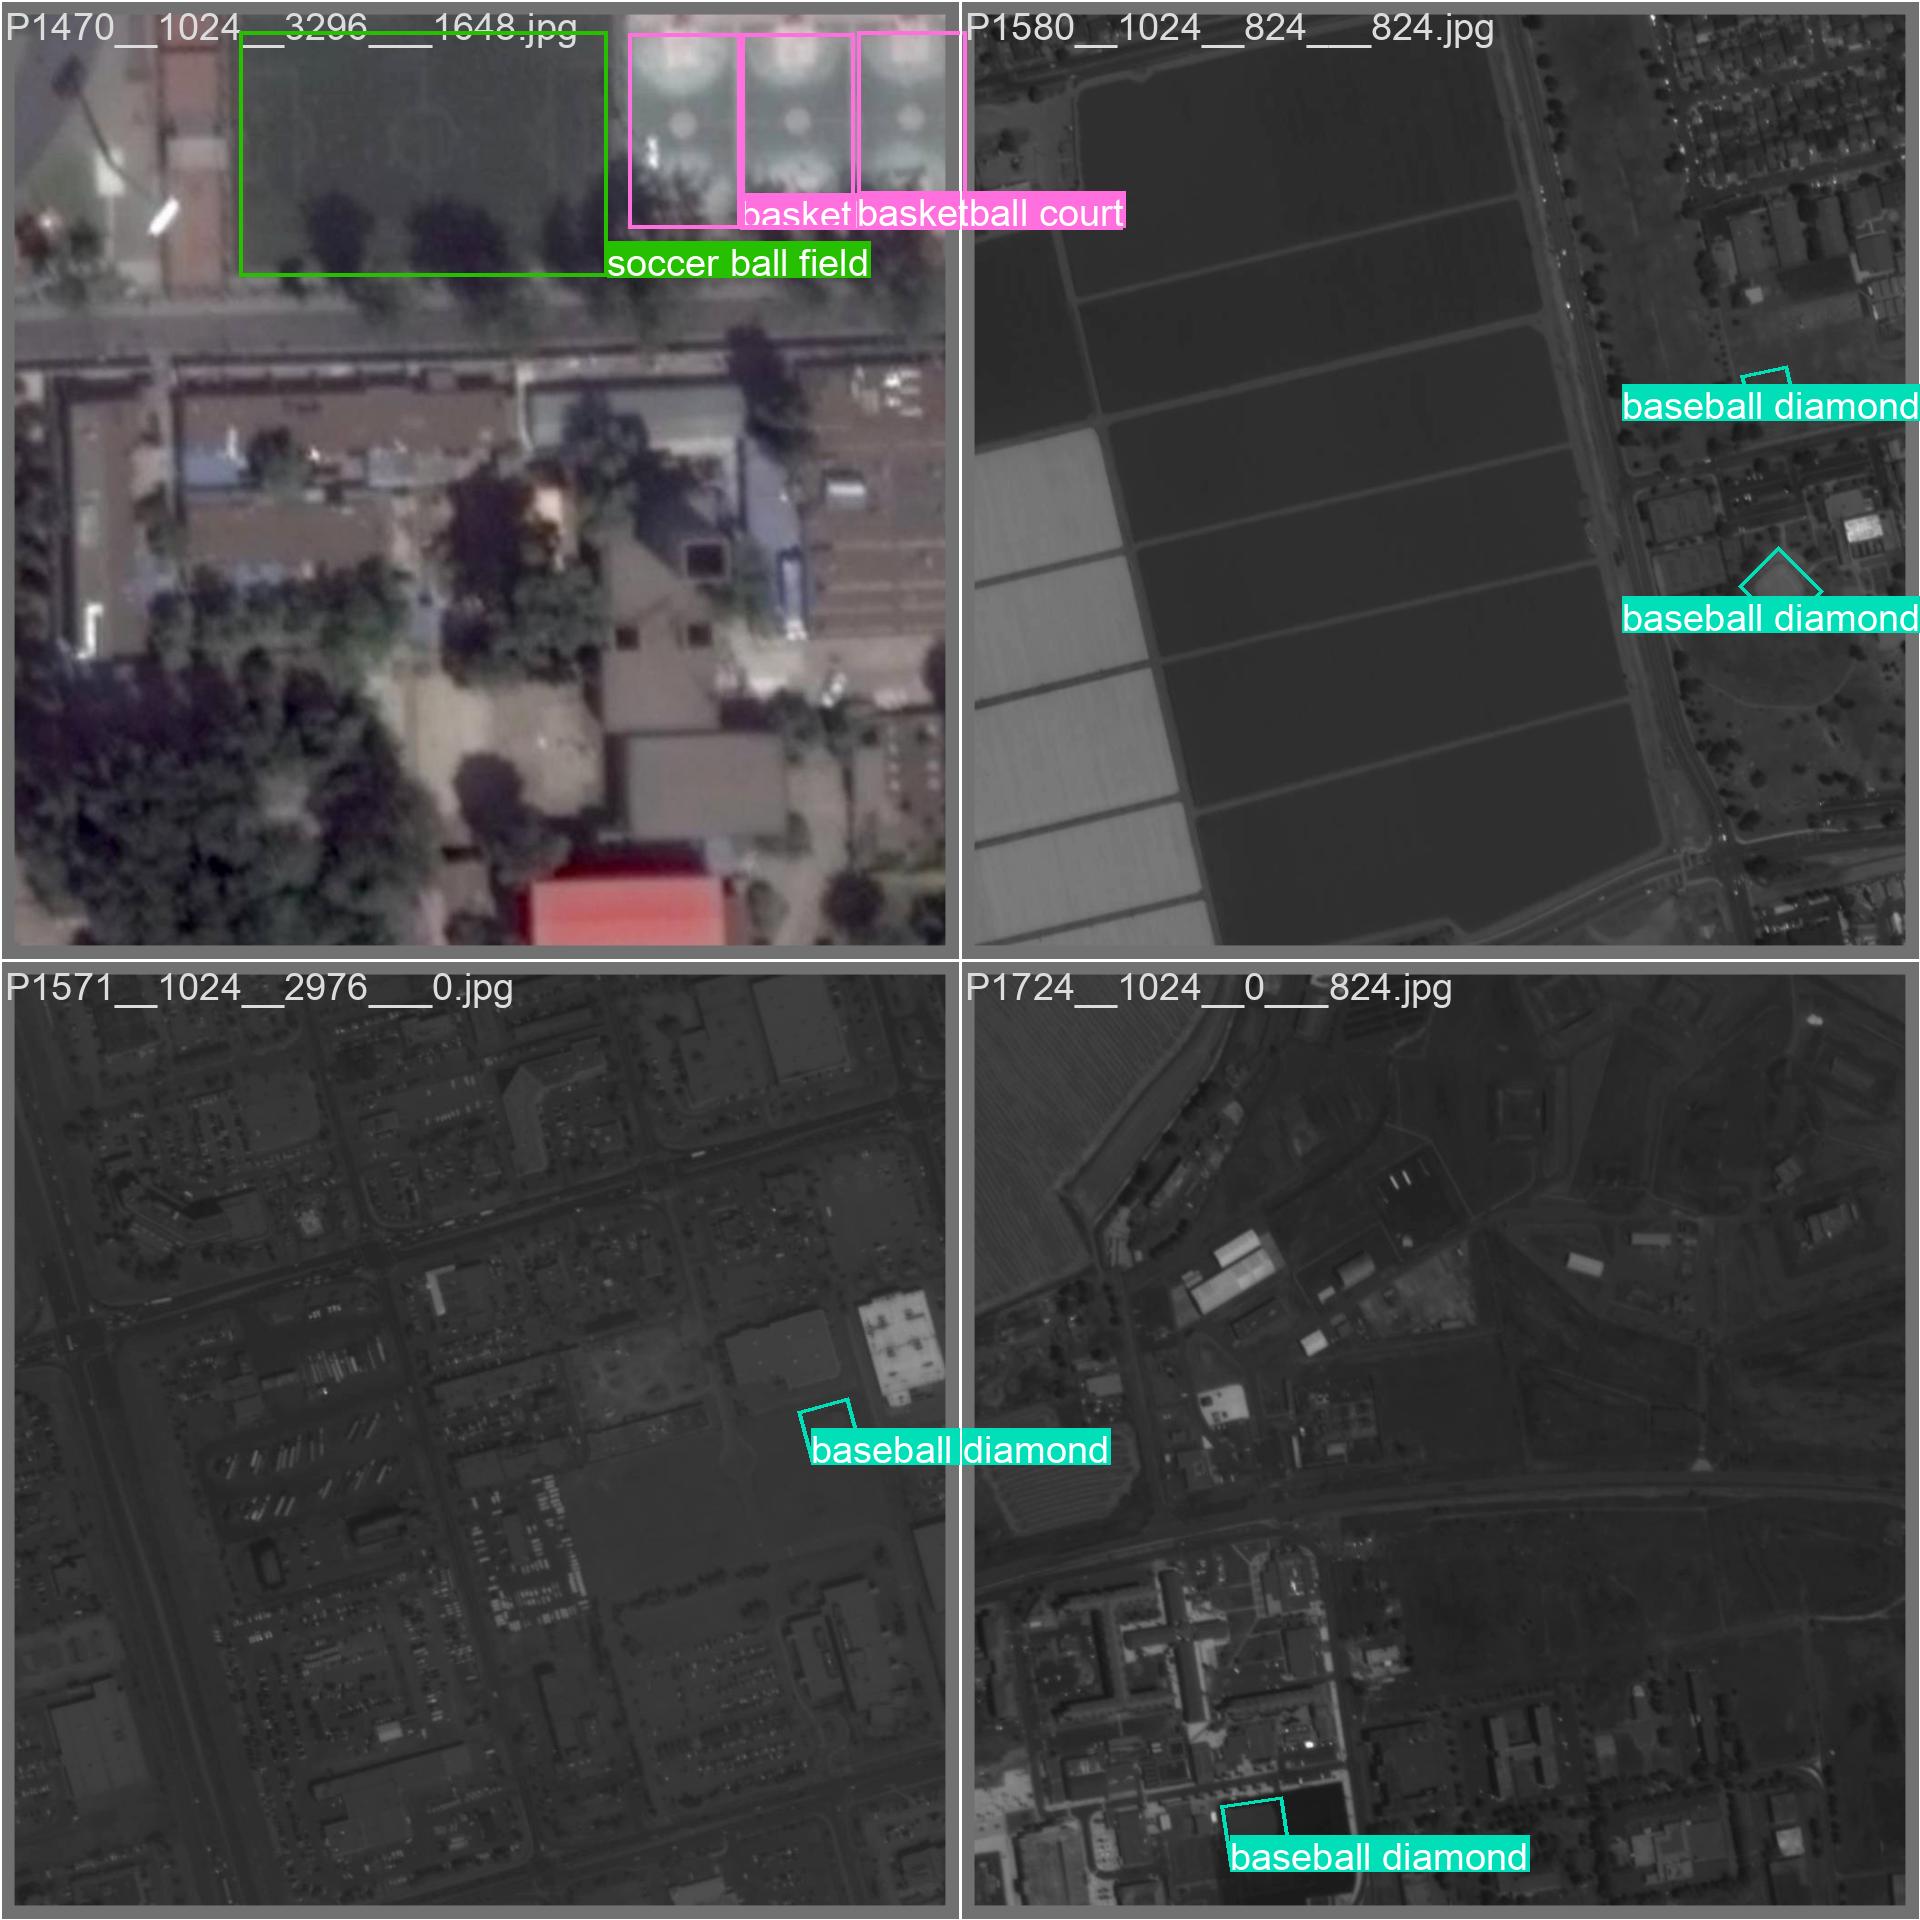 P1470__1024__3296___1648.jpg
basket
basketball court
soccer ball field
P1580__1024__824___824.jpg
baseball diamond
baseball diamond
P1571__1024__2976___0.jpg
baseball diamond
P1724__1024__0___824.jpg
baseball diamond